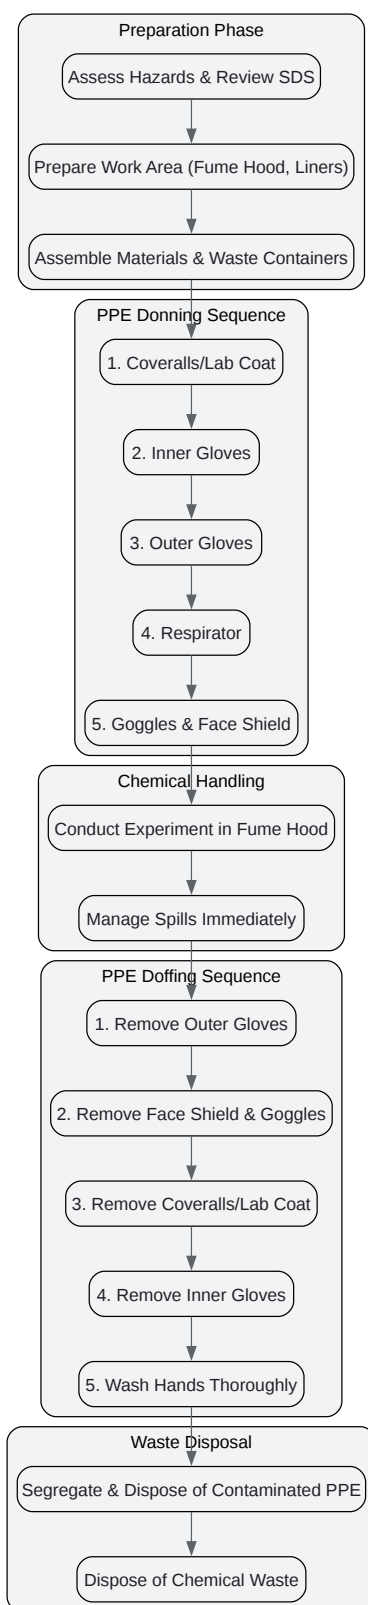 Preparation Phase
Assess Hazards & Review SDS
Prepare Work Area (Fume Hood, Liners)
Assemble Materials & Waste Containers
PPE Donning Sequence
1. Coveralls/Lab Coat
2. Inner Gloves
3. Outer Gloves
4. Respirator
5. Goggles & Face Shield
Chemical Handling
Conduct Experiment in Fume Hood
Manage Spills Immediately
PPE Doffing Sequence
1. Remove Outer Gloves
2. Remove Face Shield & Goggles
3. Remove Coveralls/Lab Coat
4. Remove Inner Gloves
5. Wash Hands Thoroughly
Waste Disposal
Segregate & Dispose of Contaminated PPE
Dispose of Chemical Waste